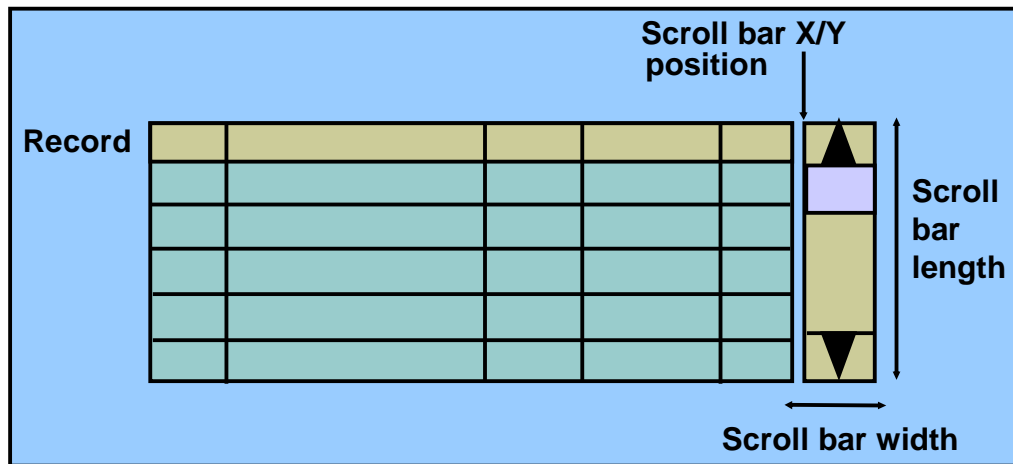 Scroll bar X/Y
position
Record
Scroll
bar
length
Scroll bar width